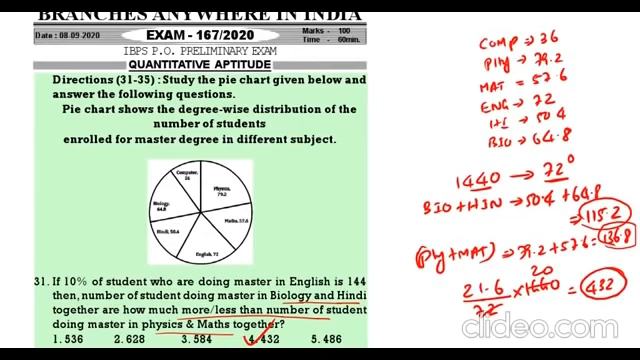 BRANCHES ANYWHERE IN INDIA
Date : 08-09-2020
EXAM - 167/2020
Marks - 100
Time - 60min.
IBPS P.O. PRELIMINARY EXAM
QUANTITATIVE APTITUDE
Directions (31-35) : Study the pie chart given below and
answer the following questions.
Pie chart shows the degree-wise distribution of the
number of students
enrolled for master degree in different subject.
Computer,
36
Physics,
79.2
Biology,
64.8
Maths, 57.6
Hindi, 50.4
English, 72
31. If 10% of student who are doing master in English is 144
then, number of student doing master in Biology and Hindi
together are how much more/less than number of student
doing master in physics & Maths together?
1. 536 2. 628 3. 584 4. 432 5. 486
COMP → 36
Phy → 79.2
MAT = 57.6
ENG → 72
HI → 50.4
BIO → 64.8
1440 → 72°
BIO + HIN → 50.4 + 64.8
⇒ 115.2
(Phy + MAT) → 79.2 + 57.6 = 136.8
20
21.6/72 × 1440 = 432
clideo.com